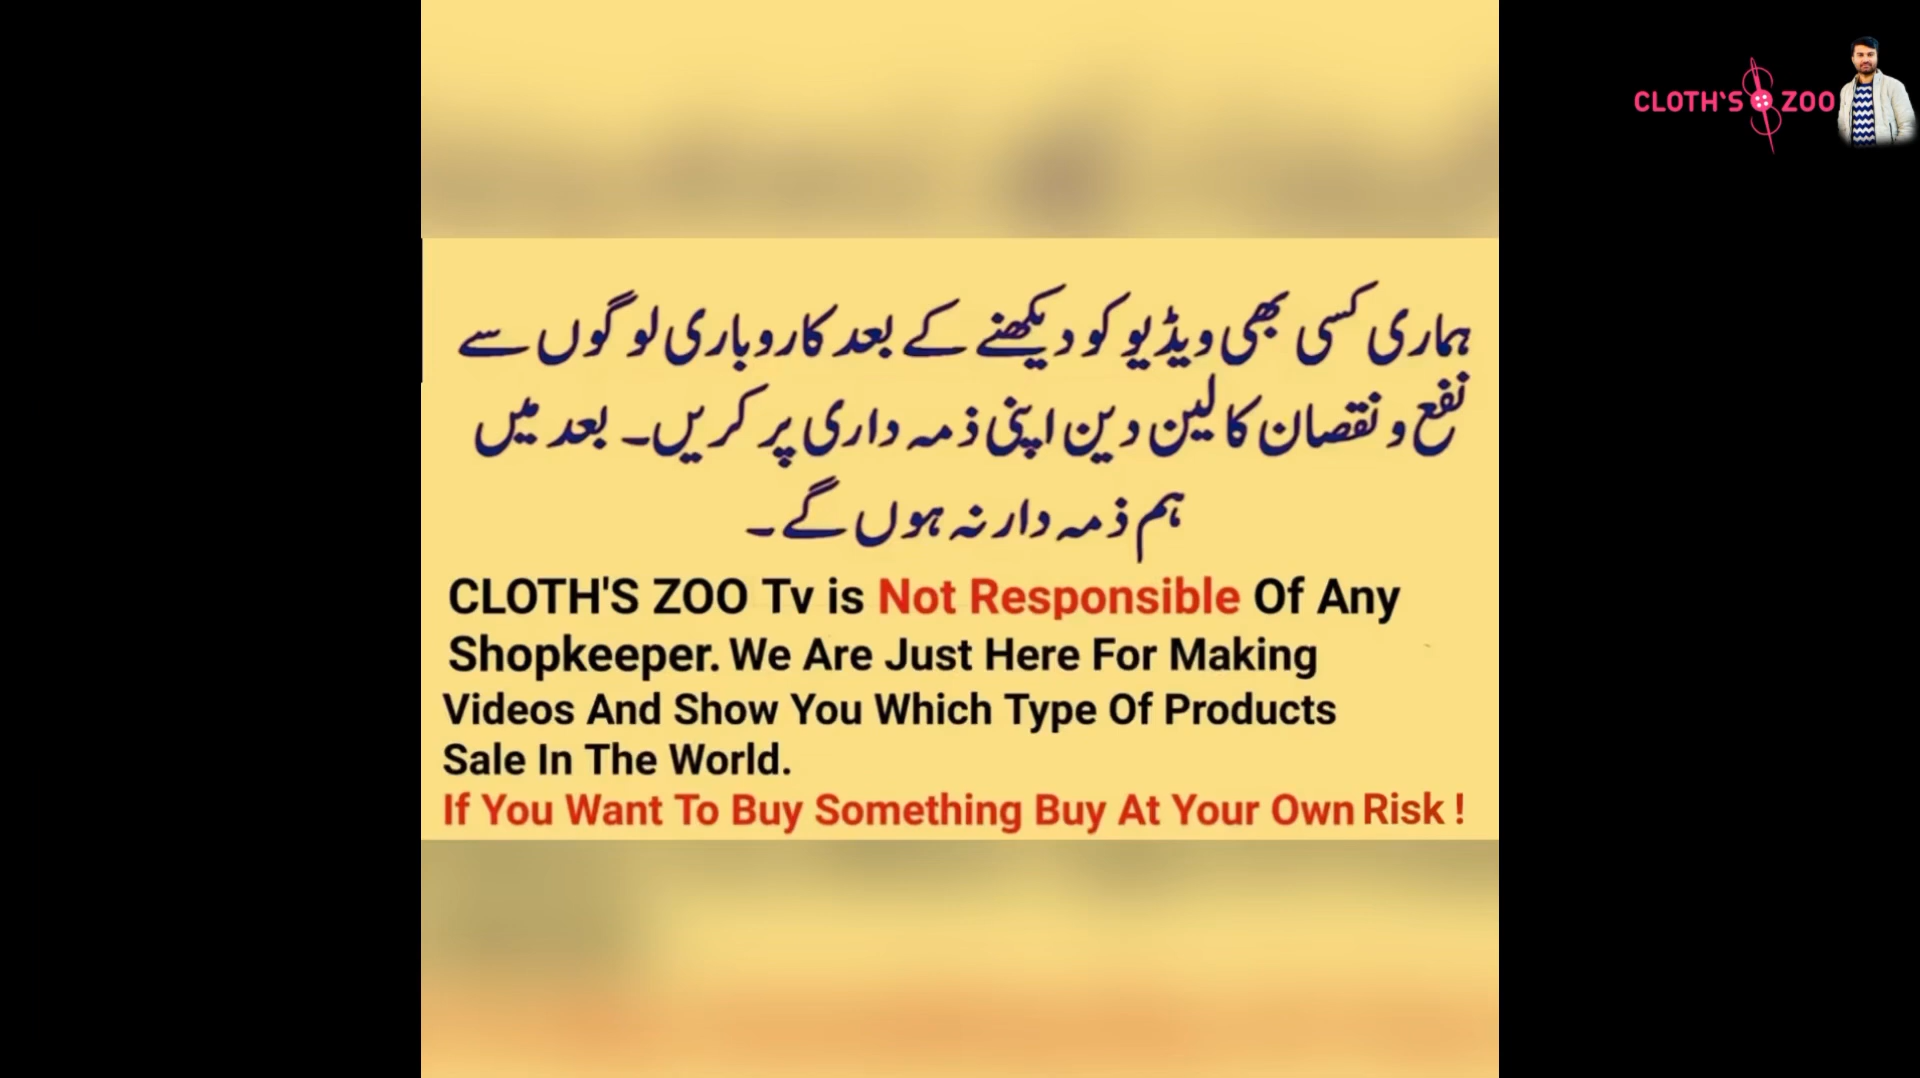 CLOTH'S ZOO
ہماری کسی بھی ویڈیو کو دیکھنے کے بعد کاروباری لوگوں سے
نفع و نقصان کا لین دین اپنی ذمہ داری پر کریں۔ بعد میں
ہم ذمہ دار نہ ہوں گے۔
CLOTH'S ZOO Tv is Not Responsible Of Any
Shopkeeper. We Are Just Here For Making
Videos And Show You Which Type Of Products
Sale In The World.
If You Want To Buy Something Buy At Your Own Risk !